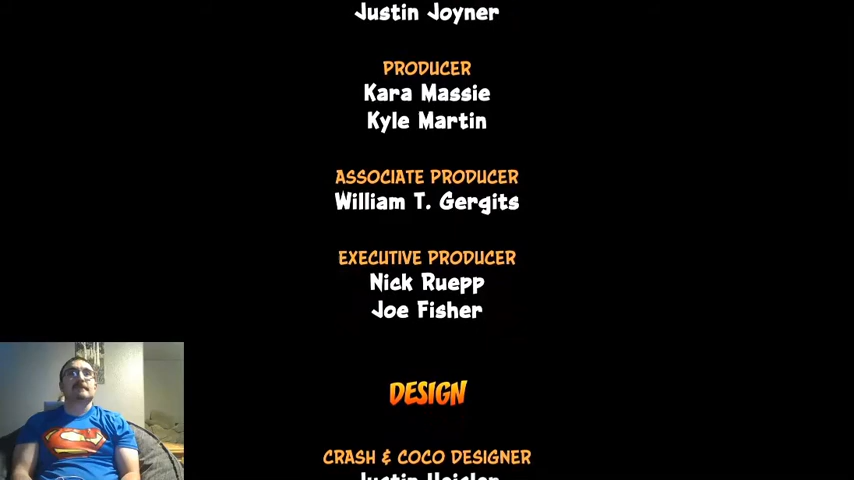 Justin Joyner
PRODUCER
Kara Massie
Kyle Martin
ASSOCIATE PRODUCER
William T. Gergits
EXECUTIVE PRODUCER
Nick Ruepp
Joe Fisher
DESIGN
CRASH & COCO DESIGNER
Justin